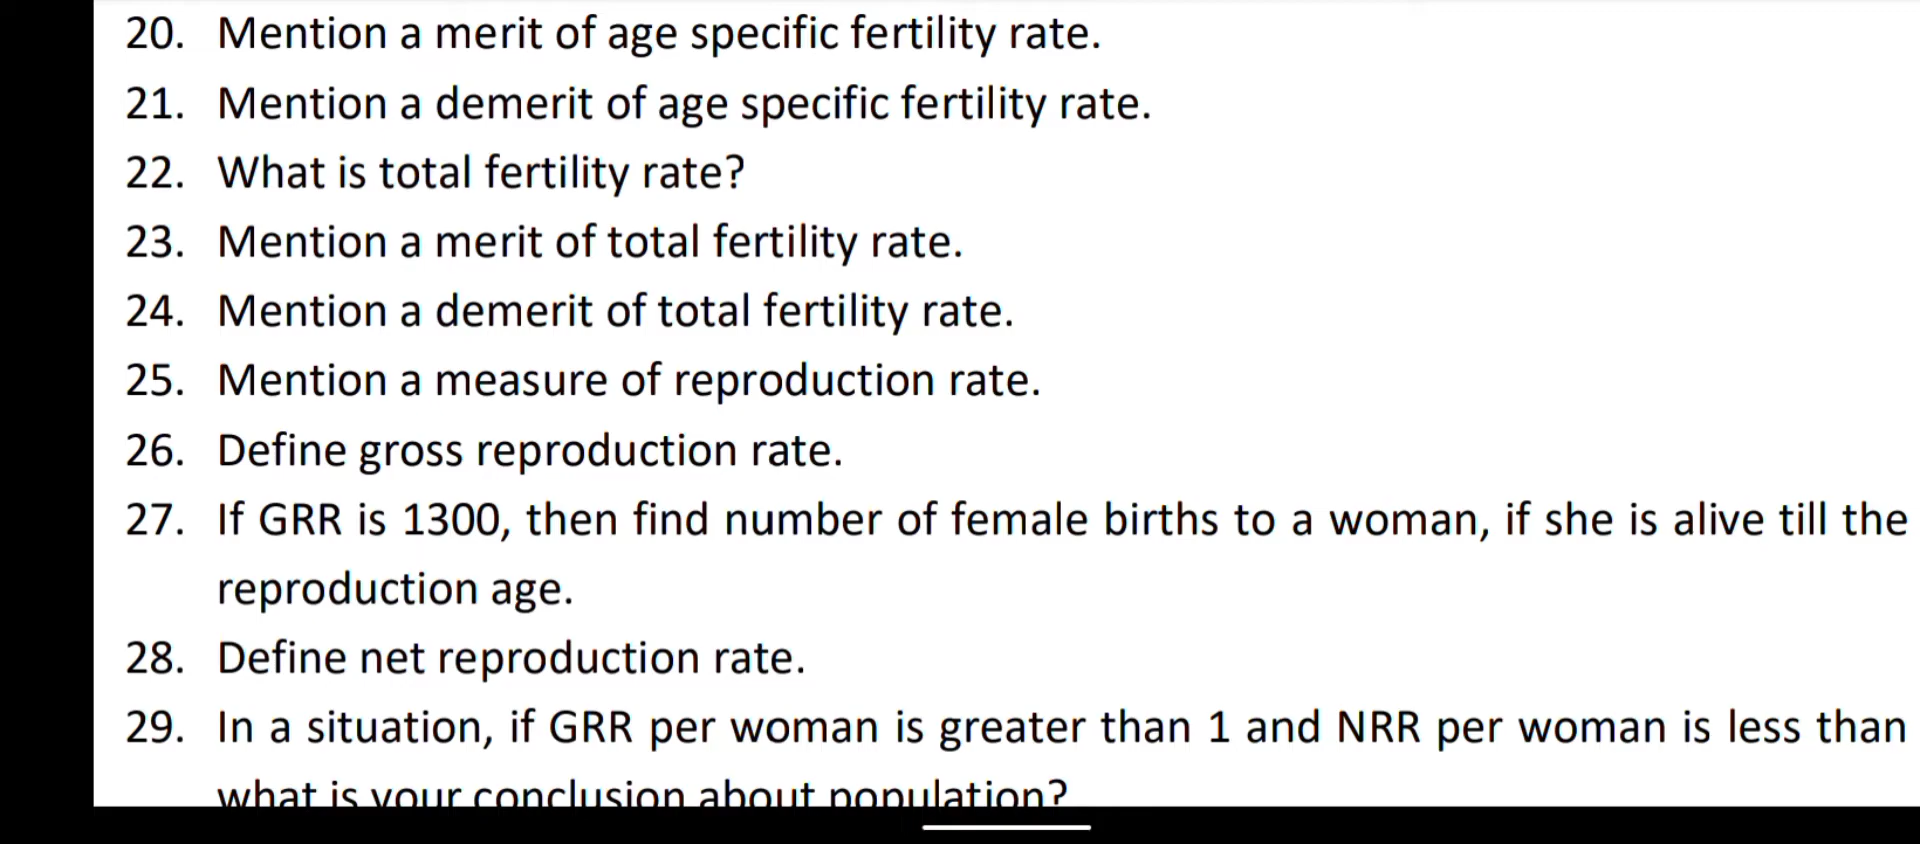 20. Mention a merit of age specific fertility rate.
21. Mention a demerit of age specific fertility rate.
22. What is total fertility rate?
23. Mention a merit of total fertility rate.
24. Mention a demerit of total fertility rate.
25. Mention a measure of reproduction rate.
26. Define gross reproduction rate.
27. If GRR is 1300, then find number of female births to a woman, if she is alive till the
reproduction age.
28. Define net reproduction rate.
29. In a situation, if GRR per woman is greater than 1 and NRR per woman is less than
what is your conclusion about population?